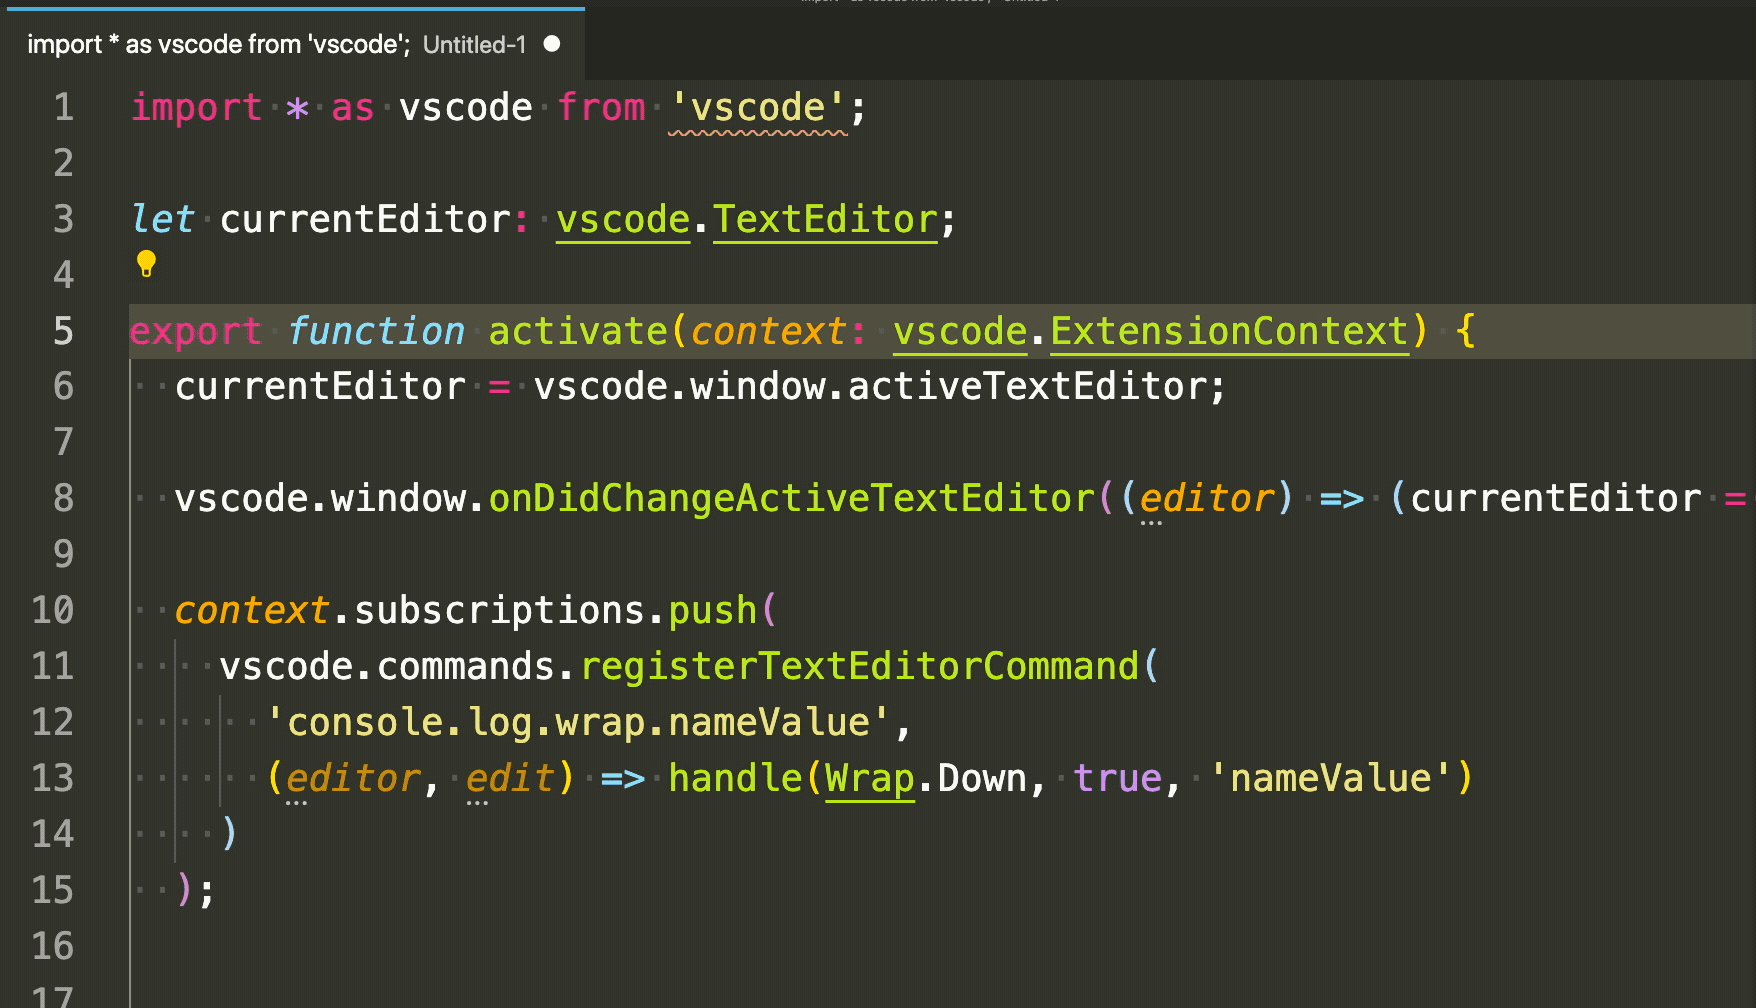 import * as vscode from 'vscode'; Untitled-1
1 import * as vscode from 'vscode';
2
3 let currentEditor: vscode.TextEditor;
4
5 export function activate(context: vscode.ExtensionContext) {
6 currentEditor = vscode.window.activeTextEditor;
7
8 vscode.window.onDidChangeActiveTextEditor((editor) => (currentEditor =
9
10 context.subscriptions.push(
11 vscode.commands.registerTextEditorCommand(
12 'console.log.wrap.nameValue',
13 (editor, edit) => handle(Wrap.Down, true, 'nameValue')
14 )
15 );
16
17